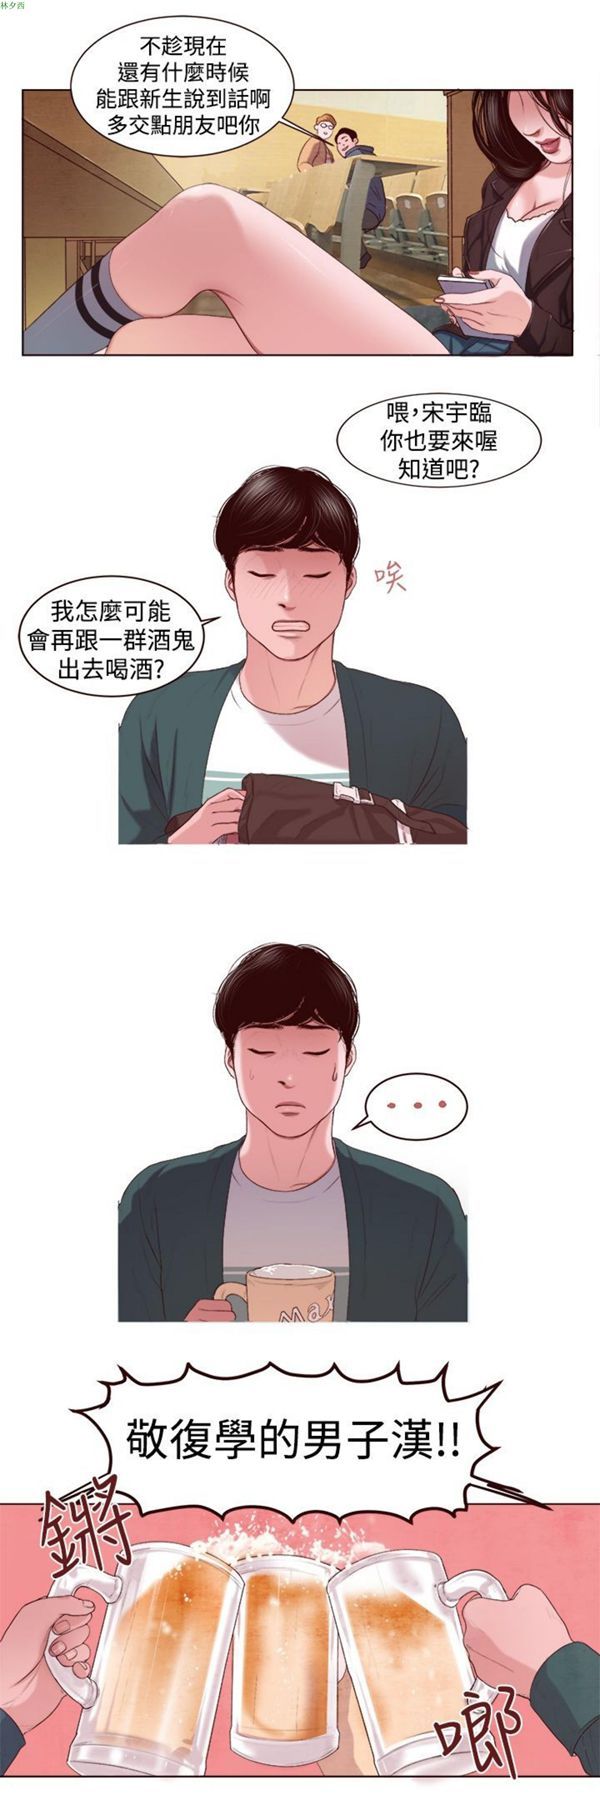 林夕西
不趁現在
還有什麼時候
能跟新生說到話啊
多交點朋友吧你
喂，宋宇臨
你也要來喔
知道吧?
唉
我怎麼可能
會再跟一群酒鬼
出去喝酒?
...
Max
敬復學的男子漢!!
鏘
啷